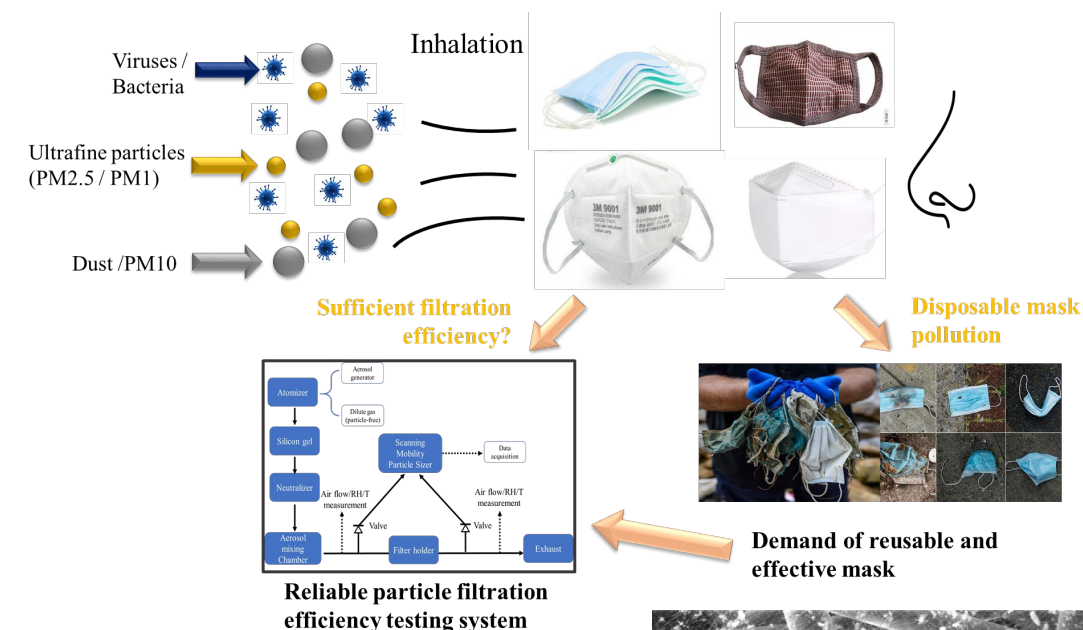 Viruses /
Bacteria
Inhalation
Ultrafine particles
(PM2.5 / PM1)
Dust /PM10
3M 9001
3M 9001
Sufficient filtration
efficiency?
Disposable mask
pollution
Atomizer
Aerosol
generator
Dilute gas
(particle-free)
Silicon gel
Scanning
Mobility
Particle Sizer
Data
acquisition
Neutralizer
Air flow/RH/T
measurement
Air flow/RH/T
measurement
Valve
Valve
Aerosol
mixing
Chamber
Filter holder
Exhaust
Demand of reusable and
effective mask
Reliable particle filtration
efficiency testing system